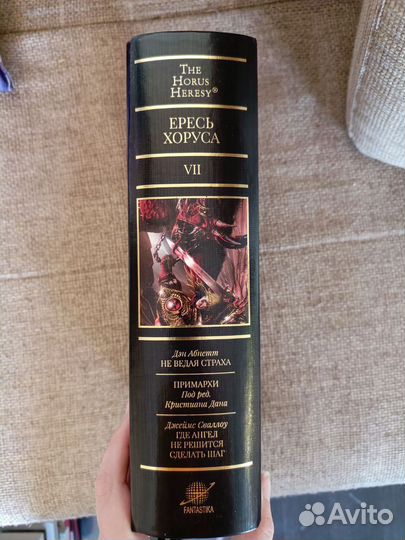 THE
HORUS
HERESY®
ЕРЕСЬ
ХОРУСА
VII
Дэн Абнетт
НЕ ВЕДАЯ СТРАХА
ПРИМАРХИ
Под ред.
Кристиана Дана
Джеймс Сваллоу
ГДЕ АНГЕЛ
НЕ РЕШИТСЯ
СДЕЛАТЬ ШАГ
FANTASTIKA
Avito